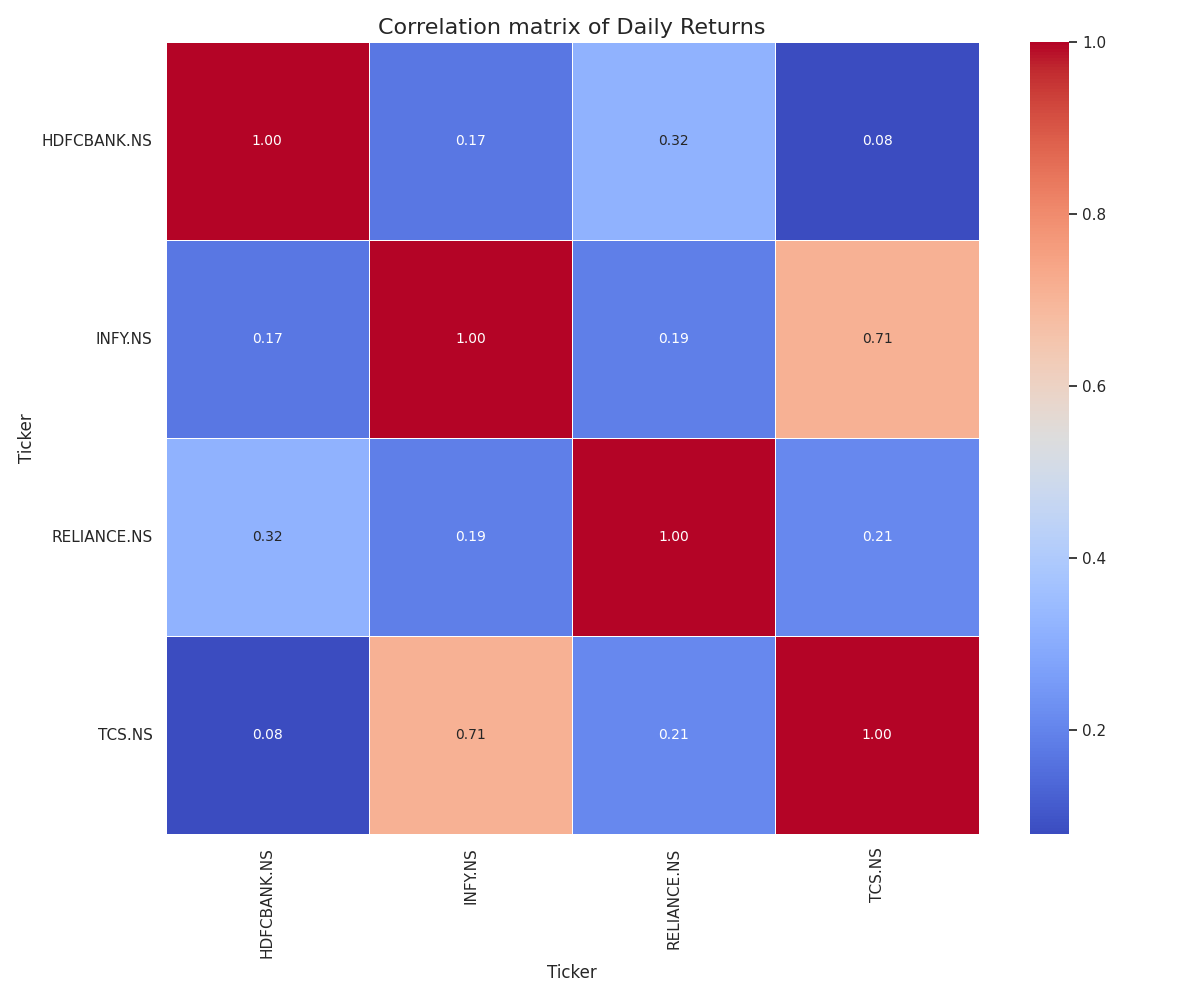 Correlation matrix of Daily Returns
HDFCBANK.NS 1.00 0.17 0.32 0.08
INFY.NS 0.17 1.00 0.19 0.71
RELIANCE.NS 0.32 0.19 1.00 0.21
TCS.NS 0.08 0.71 0.21 1.00
HDFCBANK.NS INFY.NS RELIANCE.NS TCS.NS
Ticker
Ticker
1.0
0.8
0.6
0.4
0.2